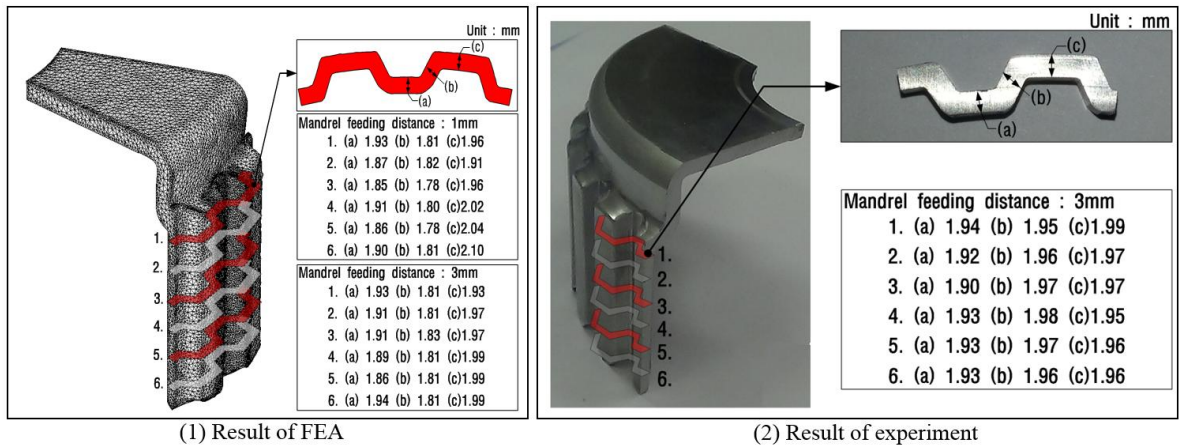 Unit : mm
(c)
(b)
(a)
Mandrel feeding distance : 1mm
1. (a) 1.93 (b) 1.81 (c)1.96
2. (a) 1.87 (b) 1.82 (c)1.91
3. (a) 1.85 (b) 1.78 (c)1.96
4. (a) 1.91 (b) 1.80 (c)2.02
5. (a) 1.86 (b) 1.78 (c)2.04
6. (a) 1.90 (b) 1.81 (c)2.10
Mandrel feeding distance : 3mm
1. (a) 1.93 (b) 1.81 (c)1.93
2. (a) 1.91 (b) 1.81 (c)1.97
3. (a) 1.91 (b) 1.83 (c)1.97
4. (a) 1.89 (b) 1.81 (c)1.99
5. (a) 1.86 (b) 1.81 (c)1.99
6. (a) 1.94 (b) 1.81 (c)1.99
1.
2.
3.
4.
5.
6.
(1) Result of FEA
Unit : mm
(c)
(b)
(a)
1.
2.
3.
4.
5.
6.
Mandrel feeding distance : 3mm
1. (a) 1.94 (b) 1.95 (c)1.99
2. (a) 1.92 (b) 1.96 (c)1.97
3. (a) 1.90 (b) 1.97 (c)1.97
4. (a) 1.93 (b) 1.98 (c)1.95
5. (a) 1.93 (b) 1.97 (c)1.96
6. (a) 1.93 (b) 1.96 (c)1.96
(2) Result of experiment